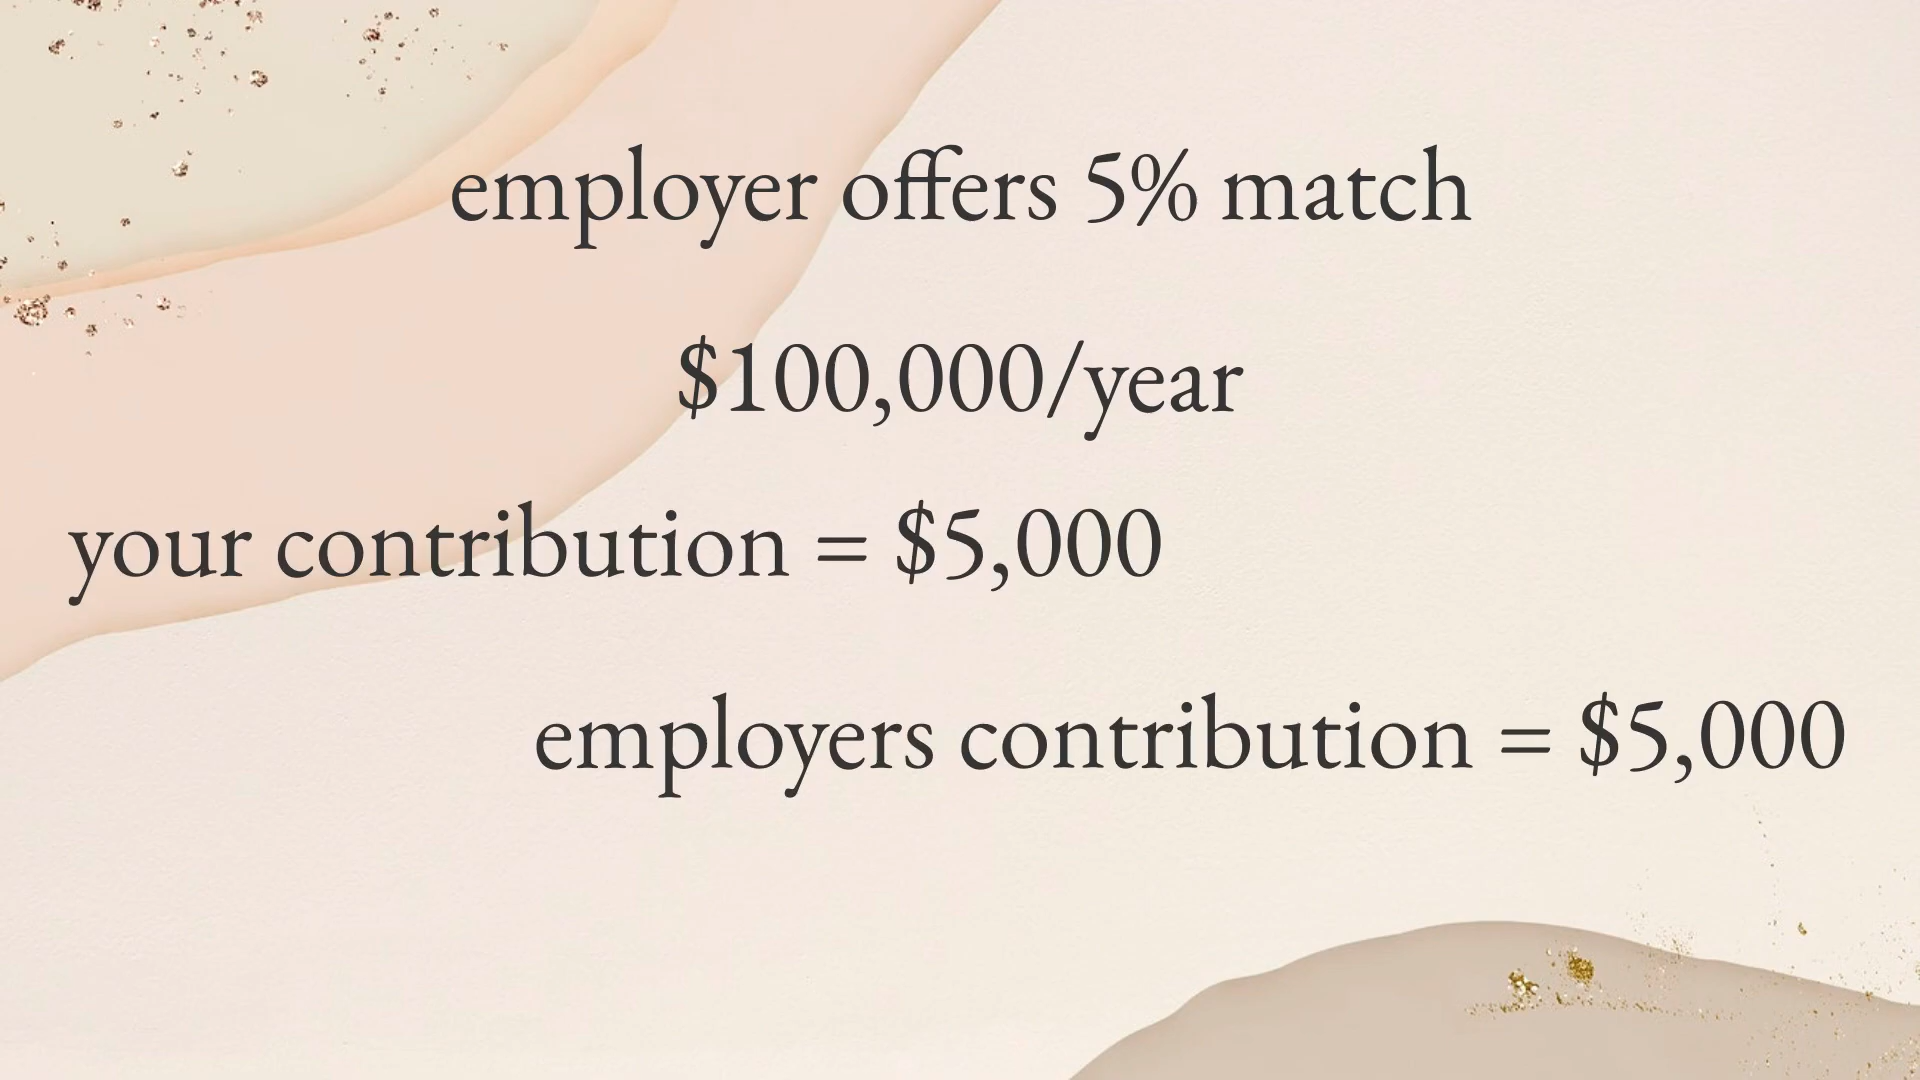 employer offers 5% match
$100,000/year
your contribution = $5,000
employers contribution = $5,000